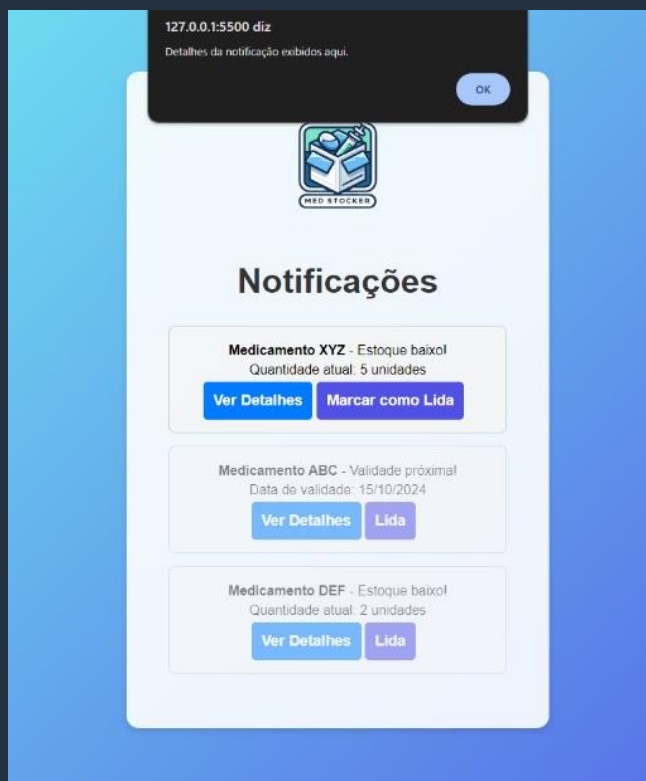 127.0.0.1:5500 diz
Detalhes da notificação exibidos aqui.
OK
MED STOCKER
Notificações
Medicamento XYZ - Estoque baixo!
Quantidade atual: 5 unidades
Ver Detalhes Marcar como Lida
Medicamento ABC - Validade próxima!
Data de validade: 15/10/2024
Ver Detalhes Lida
Medicamento DEF - Estoque baixo!
Quantidade atual: 2 unidades
Ver Detalhes Lida